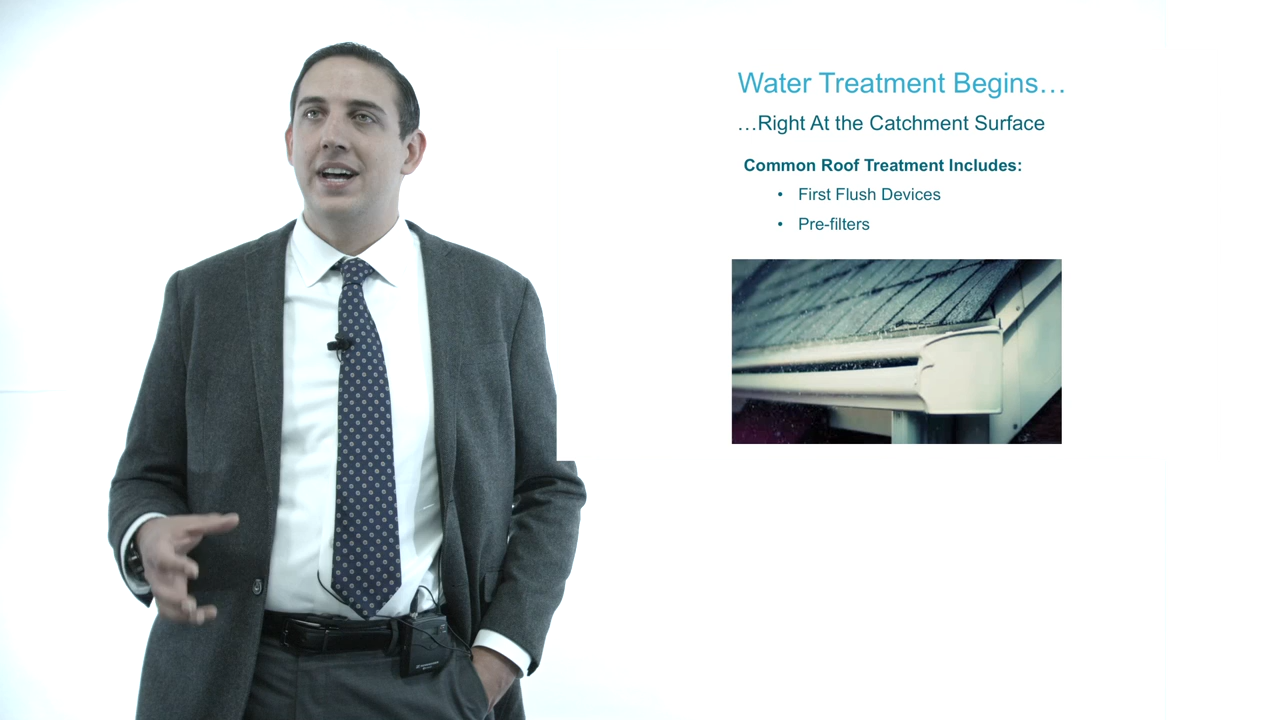 Water Treatment Begins…
…Right At the Catchment Surface
Common Roof Treatment Includes:
• First Flush Devices
• Pre-filters